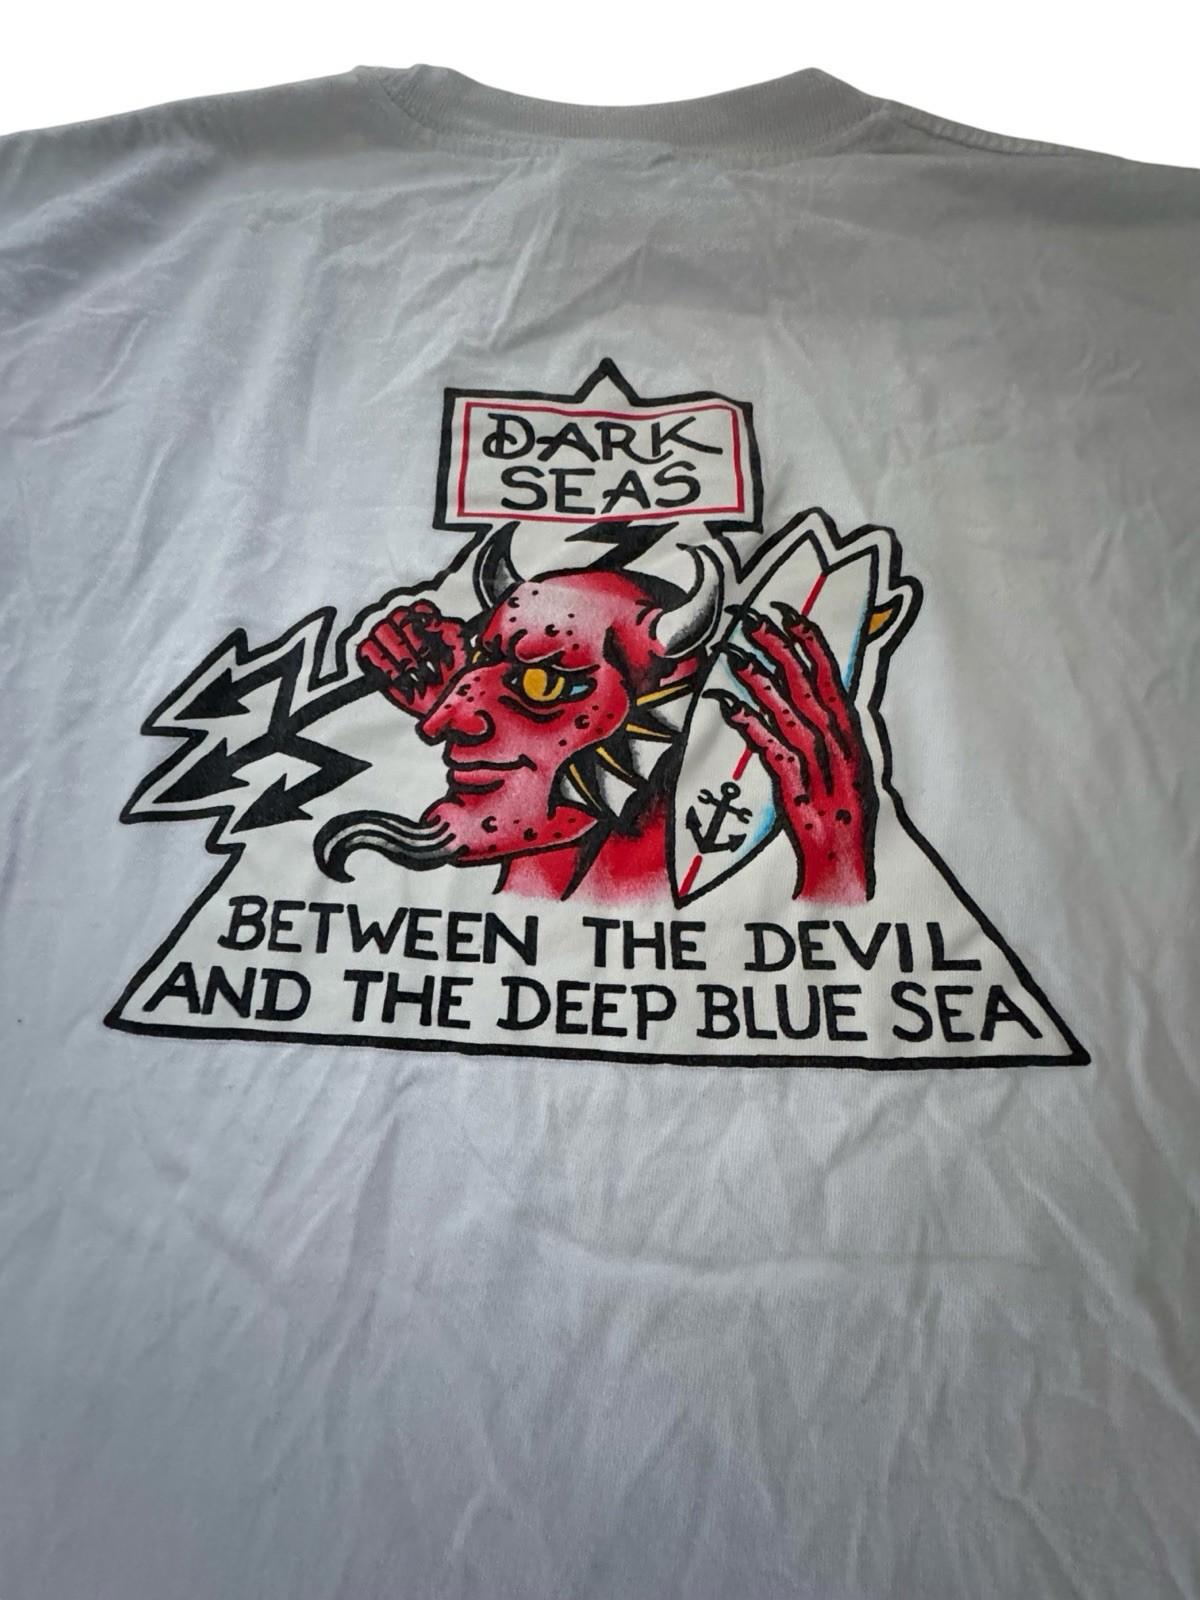 DARK
SEAS
BETWEEN THE DEVIL
AND THE DEEP BLUE SEA